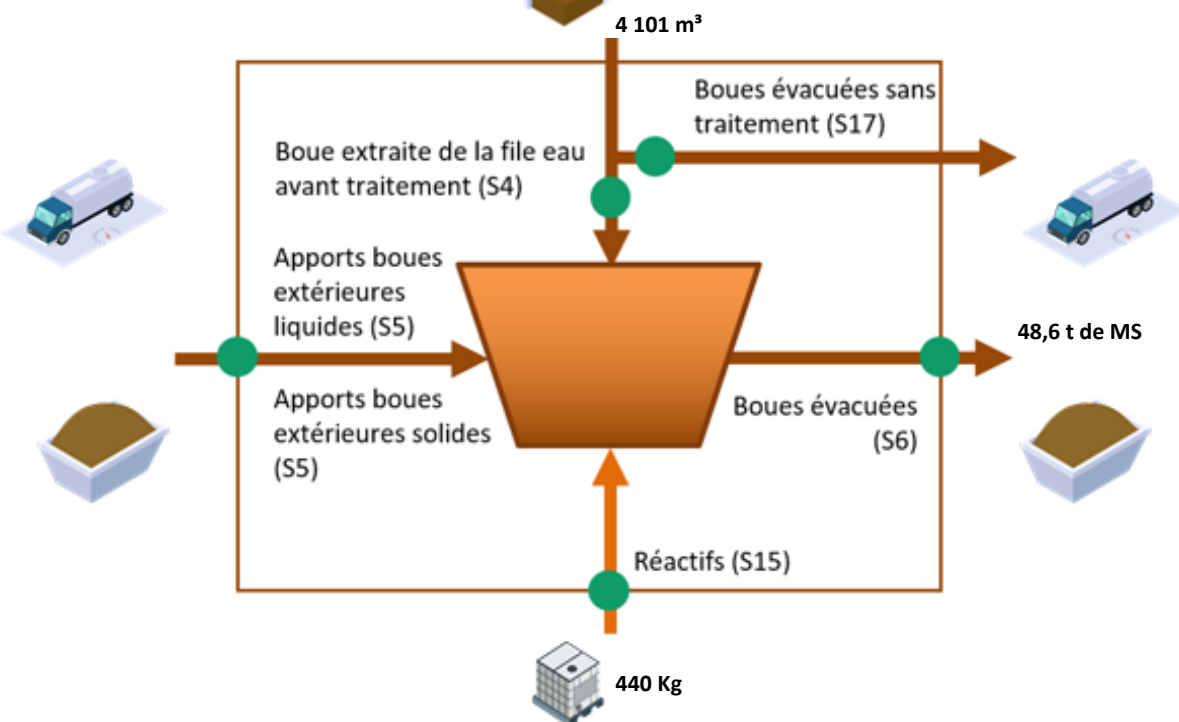 4 101 m³
Boues évacuées sans
traitement (S17)
Boue extraite de la file eau
avant traitement (S4)
Apports boues
extérieures
liquides (S5)
48,6 t de MS
Apports boues
extérieures solides
(S5)
Boues évacuées
(S6)
Réactifs (S15)
440 Kg